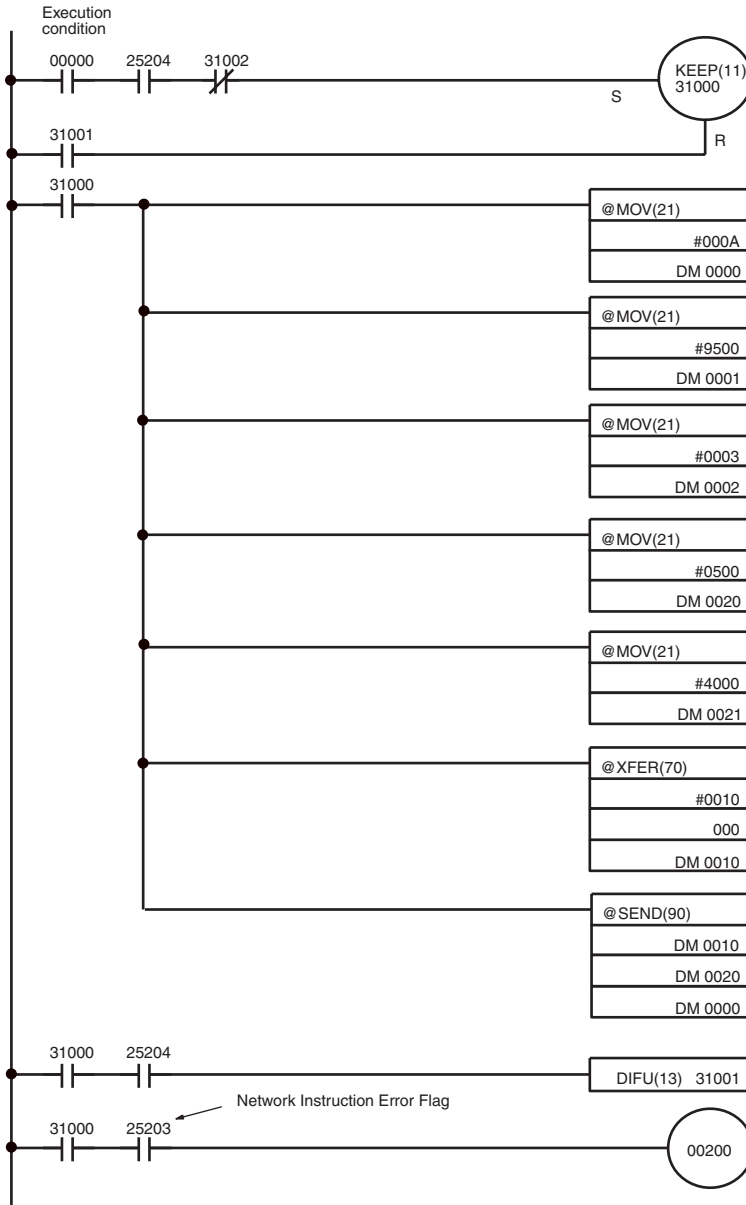 Execution
condition
00000 25204 31002
KEEP(11)
31000
S
R
31001
31000
@MOV(21)
#000A
DM 0000
@MOV(21)
#9500
DM 0001
@MOV(21)
#0003
DM 0002
@MOV(21)
#0500
DM 0020
@MOV(21)
#4000
DM 0021
@XFER(70)
#0010
000
DM 0010
@SEND(90)
DM 0010
DM 0020
DM 0000
31000 25204
DIFU(13) 31001
Network Instruction Error Flag
31000 25203
00200